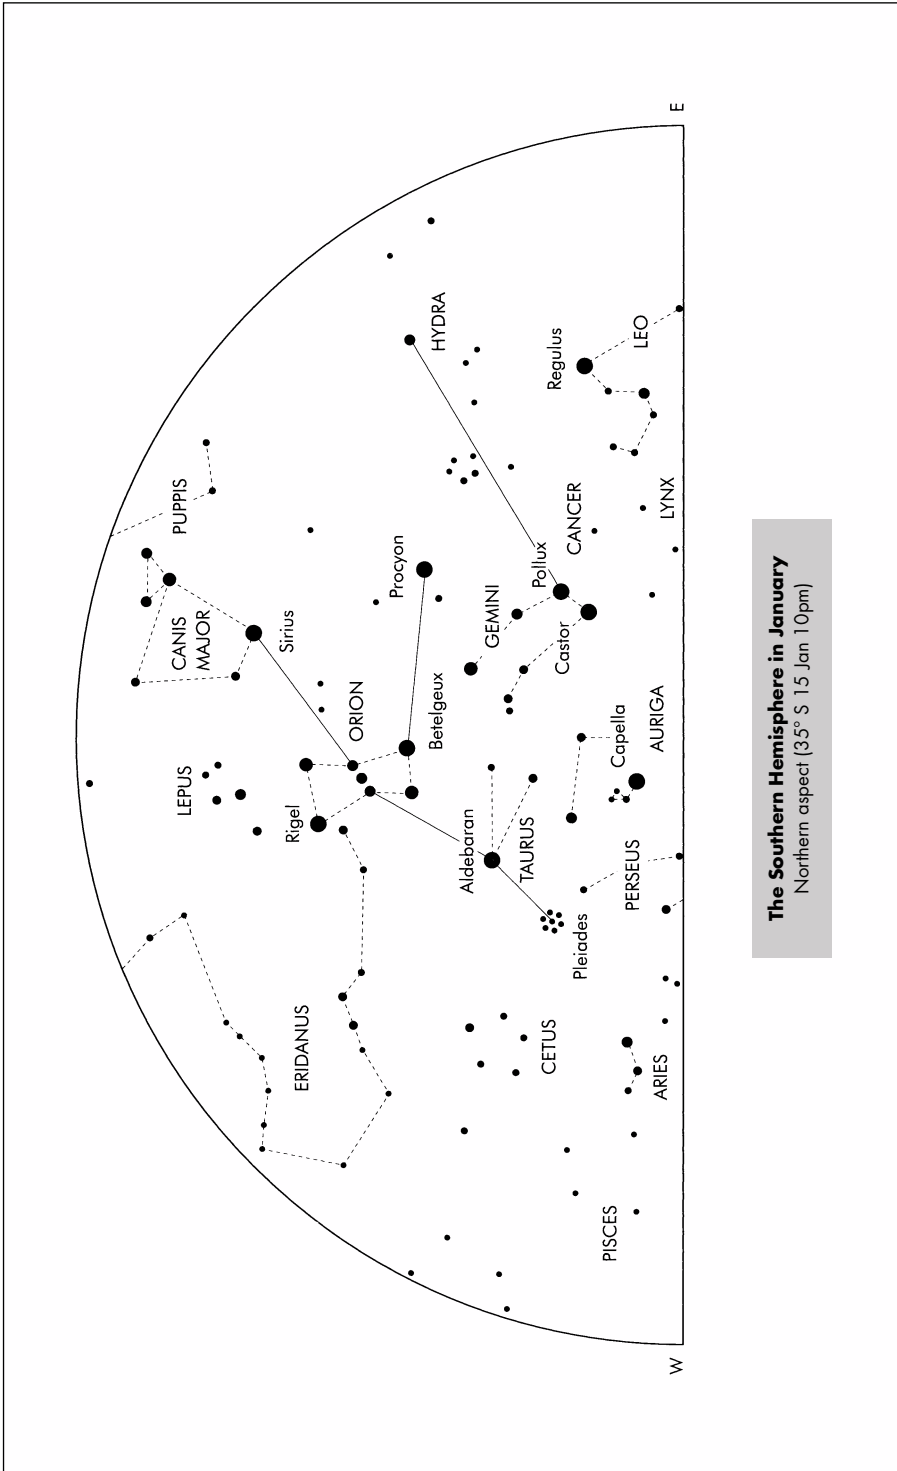 PUPPIS
CANIS
MAJOR
Sirius
LEPUS
ORION
Rigel
Betelgeux
Procyon
HYDRA
ERIDANUS
GEMINI
Pollux
Castor
CANCER
Regulus
LEO
LYNX
Aldebaran
TAURUS
Pleiades
Capella
AURIGA
PERSEUS
CETUS
ARIES
PISCES
W
E
The Southern Hemisphere in January
Northern aspect (35° S 15 Jan 10pm)